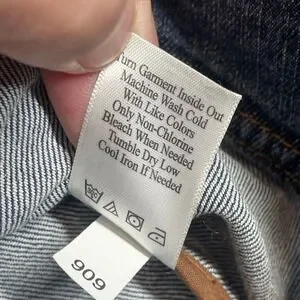 Turn Garment Inside Out
Machine Wash Cold
With Like Colors
Only Non-Chlorine
Bleach When Needed
Tumble Dry Low
Cool Iron If Needed
909